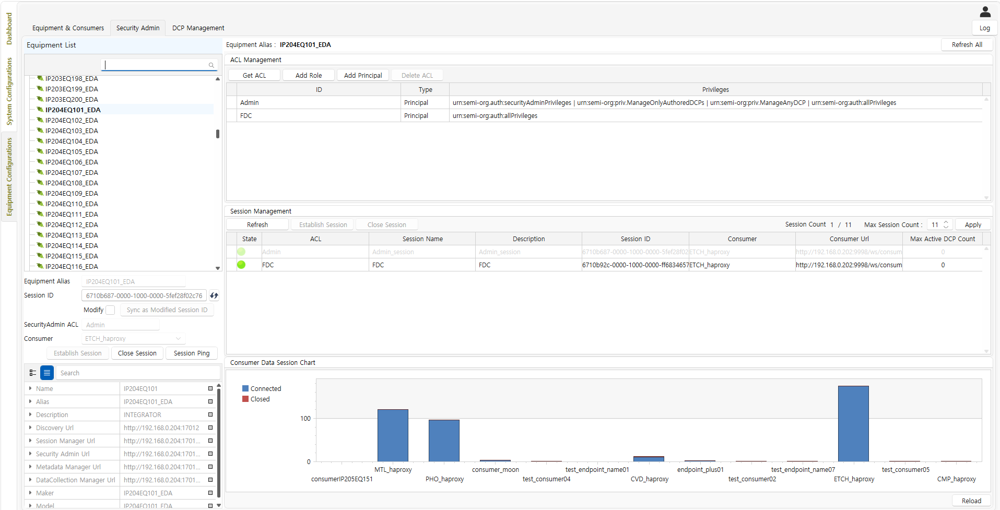 Dashboard
System Configurations
Equipment Configurations
Equipment & Consumers
Security Admin
DCP Management
Log
Equipment List
IP203EQ198_EDA
IP203EQ199_EDA
IP203EQ200_EDA
IP204EQ101_EDA
IP204EQ102_EDA
IP204EQ103_EDA
IP204EQ104_EDA
IP204EQ105_EDA
IP204EQ106_EDA
IP204EQ107_EDA
IP204EQ108_EDA
IP204EQ109_EDA
IP204EQ110_EDA
IP204EQ111_EDA
IP204EQ112_EDA
IP204EQ113_EDA
IP204EQ114_EDA
IP204EQ115_EDA
IP204EQ116_EDA
Equipment Alias IP204EQ101_EDA
Session ID 6710b687-0000-1000-0000-5fef28f02c76
Modify Sync as Modified Session ID
SecurityAdmin ACL Admin
Consumer ETCH_haproxy
Establish Session Close Session Session Ping
Search
Name IP204EQ101
Alias IP204EQ101_EDA
Description INTEGRATOR
Discovery Url http://192.168.0.204:17012
Session Manager Url http://192.168.0.204:1701...
Security Admin Url http://192.168.0.204:1701...
Metadata Manager Url http://192.168.0.204:1701...
DataCollection Manager Url http://192.168.0.204:1701...
Maker IP204EQ101_EDA
Model IP204EQ101_EDA
Equipment Alias : IP204EQ101_EDA
Refresh All
ACL Management
Get ACL Add Role Add Principal Delete ACL
ID Type Privileges
Admin Principal urn:semi-org.auth:securityAdminPrivileges | urn:semi-org:priv.ManageOnlyAuthoredDCPs | urn:semi-org:priv.ManageAnyDCP | urn:semi-org:auth:allPrivileges
FDC Principal urn:semi-org:auth:allPrivileges
Session Management
Refresh Establish Session Close Session Session Count 1 / 11 Max Session Count : 11 Apply
State ACL Session Name Description Session ID Consumer Consumer Url Max Active DCP Count
Admin Admin_session Admin_session 6710b687-0000-1000-0000-5fef28f02 ETCH_haproxy http://192.168.0.202:9998/ws/consum 0
FDC FDC FDC 6710b92c-0000-1000-0000-ff6834657 ETCH_haproxy http://192.168.0.202:9998/ws/consum 0
Consumer Data Session Chart
Connected
Closed
100
0
MTL_haproxy consumer_moon test_endpoint_name01 endpoint_plus01 test_endpoint_name07 test_consumer05
consumerIP205EQ151 PHO_haproxy test_consumer04 CVD_haproxy test_consumer02 ETCH_haproxy CMP_haproxy
Reload